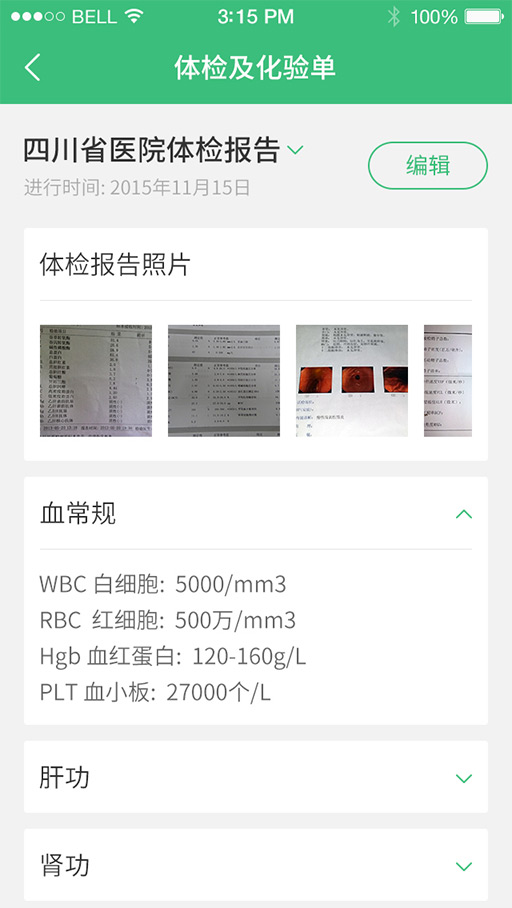 BELL 3:15 PM 100%
体检及化验单
四川省医院体检报告
编辑
进行时间: 2015年11月15日
体检报告照片
血常规
WBC 白细胞: 5000/mm3
RBC 红细胞: 500万/mm3
Hgb 血红蛋白: 120-160g/L
PLT 血小板: 27000个/L
肝功
肾功